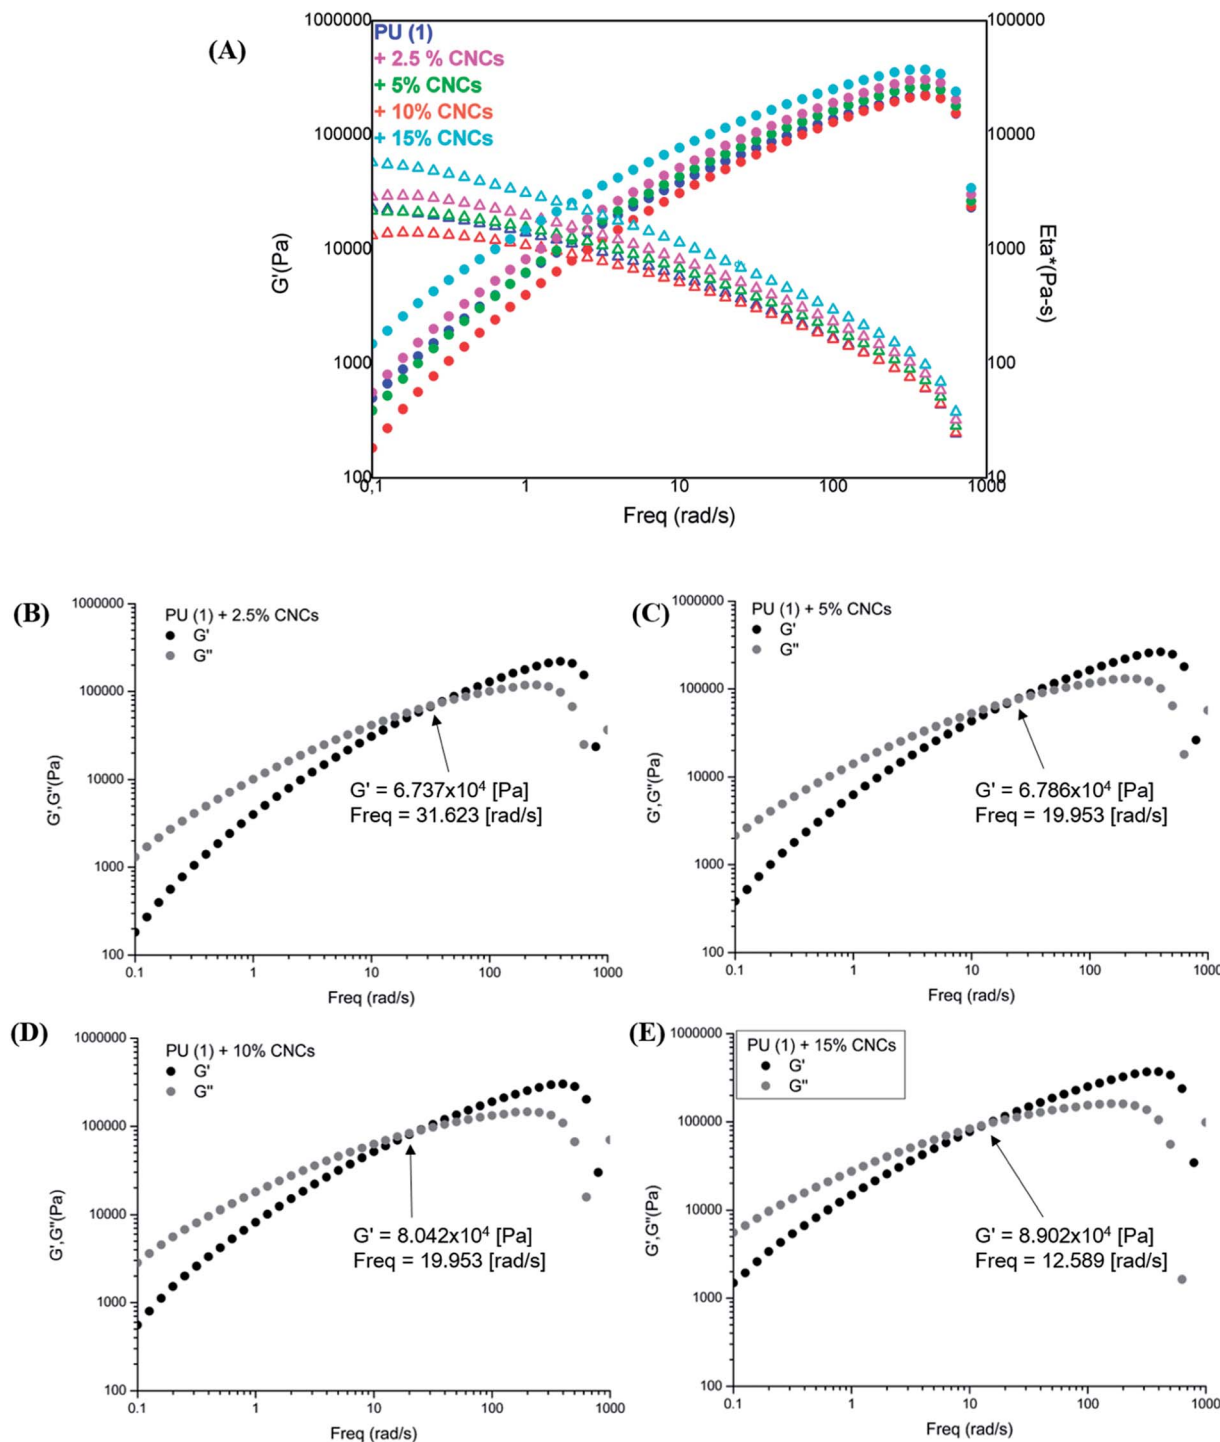 (A)
1000000
100000
PU (1)
+ 2.5 % CNCs
+ 5% CNCs
+ 10% CNCs
+ 15% CNCs
100000
10000
10000
1000
1000
100
100
10
G'(Pa)
Eta*(Pa-s)
0,1
1
10
100
1000
Freq (rad/s)
(B)
1000000
100000
10000
1000
100
G',G''(Pa)
PU (1) + 2.5% CNCs
G'
G''
G' = 6.737x10⁴ [Pa]
Freq = 31.623 [rad/s]
0.1
1
10
100
1000
Freq (rad/s)
(C)
1000000
100000
10000
1000
100
G',G''(Pa)
PU (1) + 5% CNCs
G'
G''
G' = 6.786x10⁴ [Pa]
Freq = 19.953 [rad/s]
0.1
1
10
100
1000
Freq (rad/s)
(D)
1000000
100000
10000
1000
100
G',G''(Pa)
PU (1) + 10% CNCs
G'
G''
G' = 8.042x10⁴ [Pa]
Freq = 19.953 [rad/s]
0.1
1
10
100
1000
Freq (rad/s)
(E)
1000000
100000
10000
1000
100
G',G''(Pa)
PU (1) + 15% CNCs
G'
G''
G' = 8.902x10⁴ [Pa]
Freq = 12.589 [rad/s]
0.1
1
10
100
1000
Freq (rad/s)